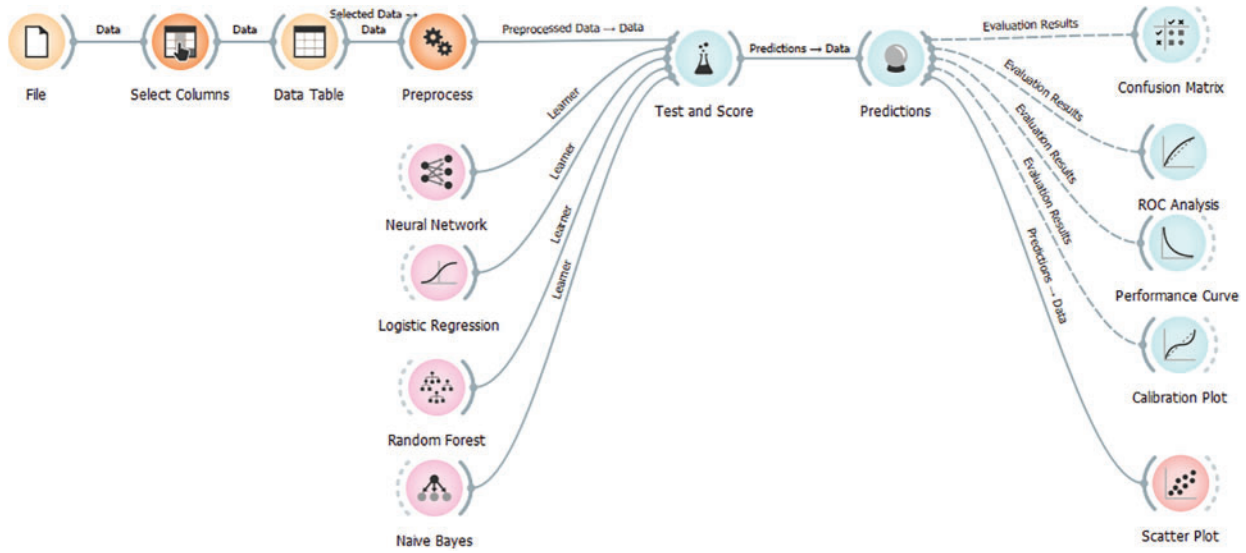 Data
Data
Selected Data →
Data
Preprocessed Data → Data
Predictions → Data
Evaluation Results
File
Select Columns
Data Table
Preprocess
Test and Score
Predictions
Confusion Matrix
Learner
Evaluation Results
Learner
Evaluation Results
Neural Network
ROC Analysis
Learner
Evaluation Results
Learner
Predictions → Data
Logistic Regression
Performance Curve
Random Forest
Calibration Plot
Naive Bayes
Scatter Plot